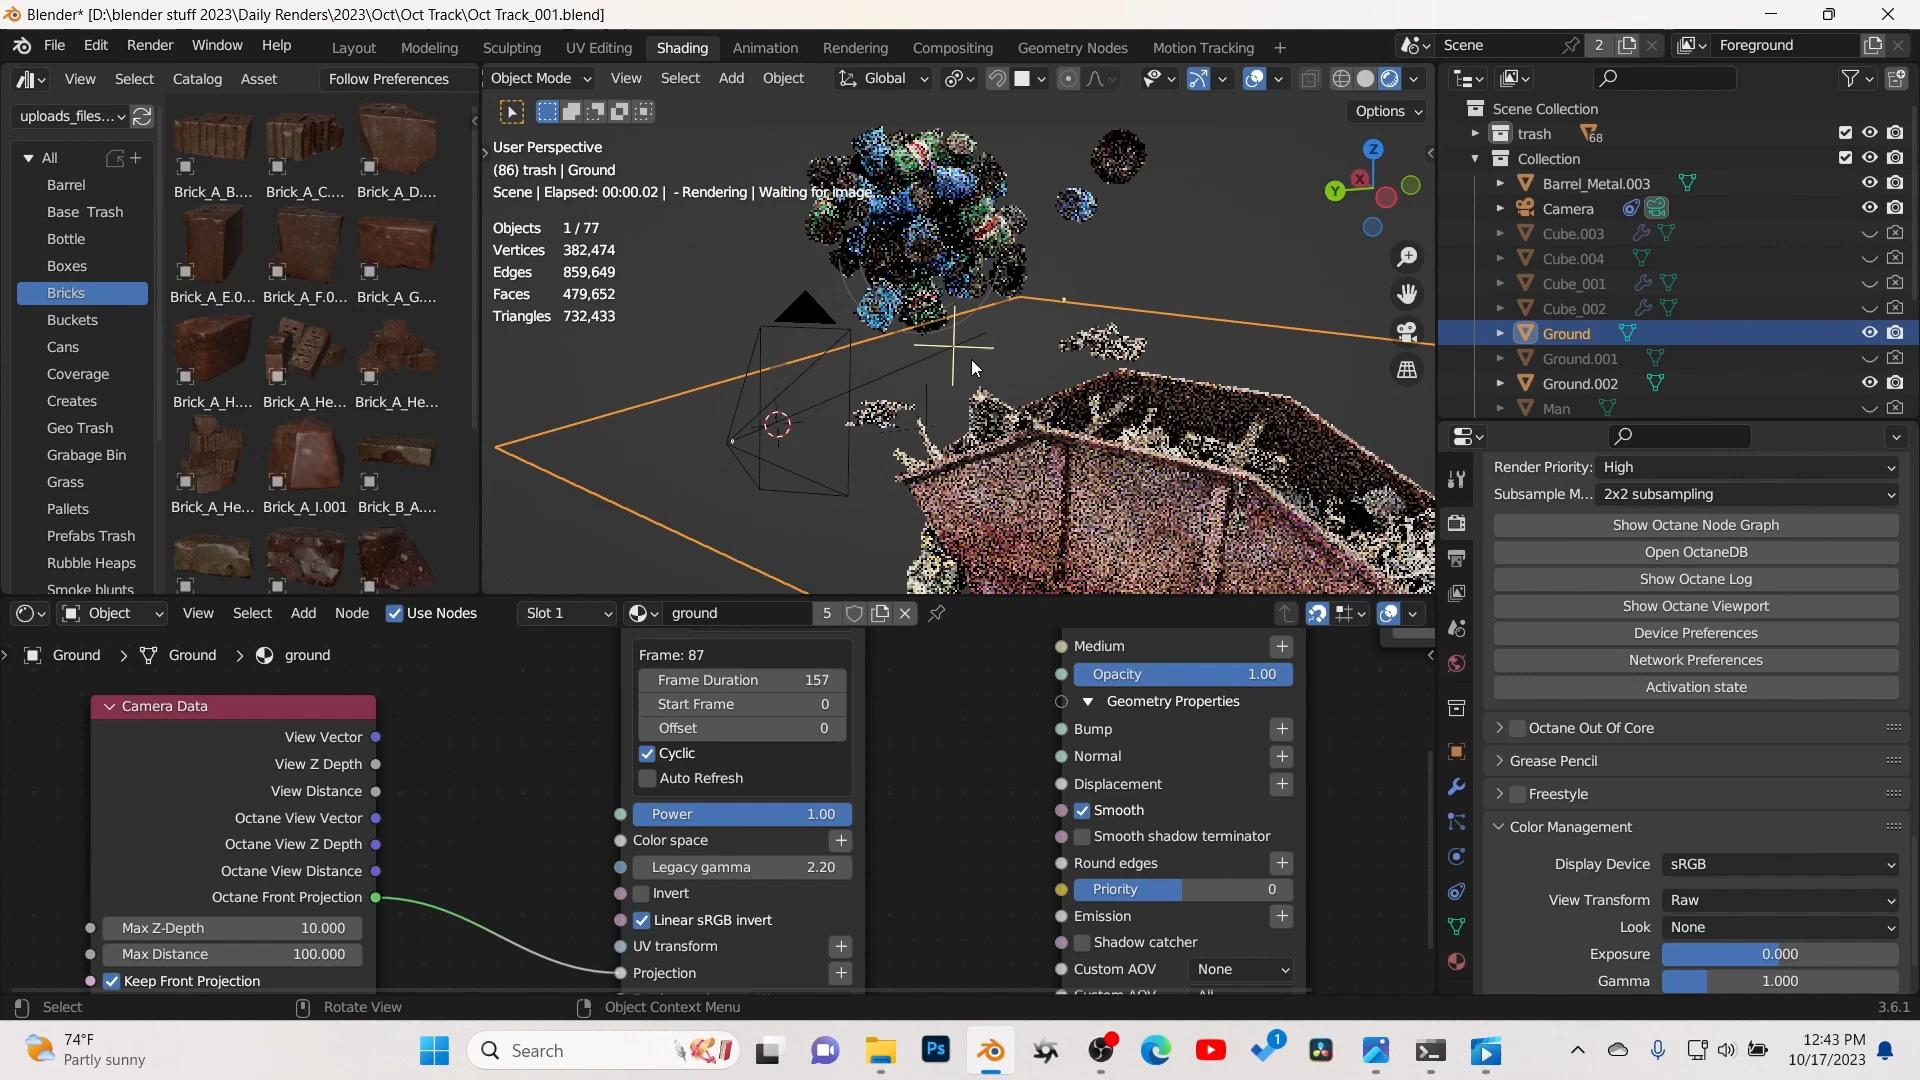 Blender* [D:\blender stuff 2023\Daily Renders\2023\Oct\Oct Track\Oct Track_001.blend]
File Edit Render Window Help Layout Modeling Sculpting UV Editing Shading Animation Rendering Compositing Geometry Nodes Motion Tracking + Scene 2 Foreground
View Select Catalog Asset Follow Preferences
Object Mode View Select Add Object Global
uploads_files...
Options
All
Barrel
Base Trash
Bottle
Boxes
Bricks
Buckets
Cans
Coverage
Creates
Geo Trash
Grabage Bin
Grass
Pallets
Prefabs Trash
Rubble Heaps
Smoke blunts
Brick_A_B.... Brick_A_C.... Brick_A_D....
Brick_A_E.0... Brick_A_F.0... Brick_A_G....
Brick_A_H.... Brick_A_He... Brick_A_He...
Brick_A_He... Brick_A_I.001 Brick_B_A....
User Perspective
(86) trash | Ground
Scene | Elapsed: 00:00.02 | - Rendering | Waiting for image
Objects 1 / 77
Vertices 382,474
Edges 859,649
Faces 479,652
Triangles 732,433
Z
X
Y
Scene Collection
trash 68
Collection
Barrel_Metal.003
Camera
Cube.003
Cube.004
Cube_001
Cube_002
Ground
Ground.001
Ground.002
Man
Render Priority: High
Subsample M... 2x2 subsampling
Show Octane Node Graph
Open OctaneDB
Show Octane Log
Show Octane Viewport
Device Preferences
Network Preferences
Activation state
Octane Out Of Core
Grease Pencil
Freestyle
Color Management
Display Device sRGB
View Transform Raw
Look None
Exposure 0.000
Gamma 1.000
Object View Select Add Node Use Nodes Slot 1 ground 5
Ground Ground ground
Camera Data
View Vector
View Z Depth
View Distance
Octane View Vector
Octane View Z Depth
Octane View Distance
Octane Front Projection
Max Z-Depth 10.000
Max Distance 100.000
Keep Front Projection
Frame: 87
Frame Duration 157
Start Frame 0
Offset 0
Cyclic
Auto Refresh
Power 1.00
Color space
Legacy gamma 2.20
Invert
Linear sRGB invert
UV transform
Projection
Medium
Opacity 1.00
Geometry Properties
Bump
Normal
Displacement
Smooth
Smooth shadow terminator
Round edges
Priority 0
Emission
Shadow catcher
Custom AOV None
Select Rotate View Object Context Menu 3.6.1
74°F
Partly sunny
Search
Ps
1
12:43 PM
10/17/2023